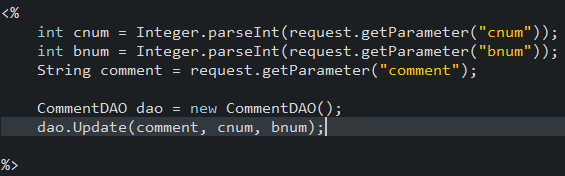 <%
int cnum = Integer.parseInt(request.getParameter("cnum"));
int bnum = Integer.parseInt(request.getParameter("bnum"));
String comment = request.getParameter("comment");
CommentDAO dao = new CommentDAO();
dao.Update(comment, cnum, bnum);
%>